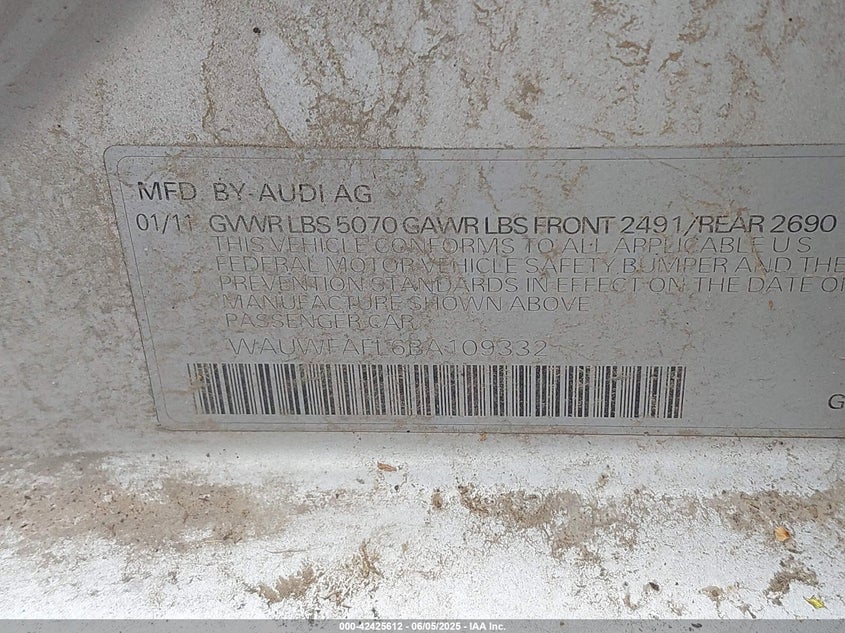 MFD. BY AUDI AG
01/11 GVWR LBS 5070 GAWR LBS FRONT 2491/REAR 2690
THIS VEHICLE CONFORMS TO ALL APPLICABLE U S
FEDERAL MOTOR VEHICLE SAFETY, BUMPER AND THE
PREVENTION STANDARDS IN EFFECT ON THE DATE O
MANUFACTURE SHOWN ABOVE
PASSENGER CAR
WAUWFAFL6BA109332
G
000-42425612 - 06/05/2025 - IAA Inc.